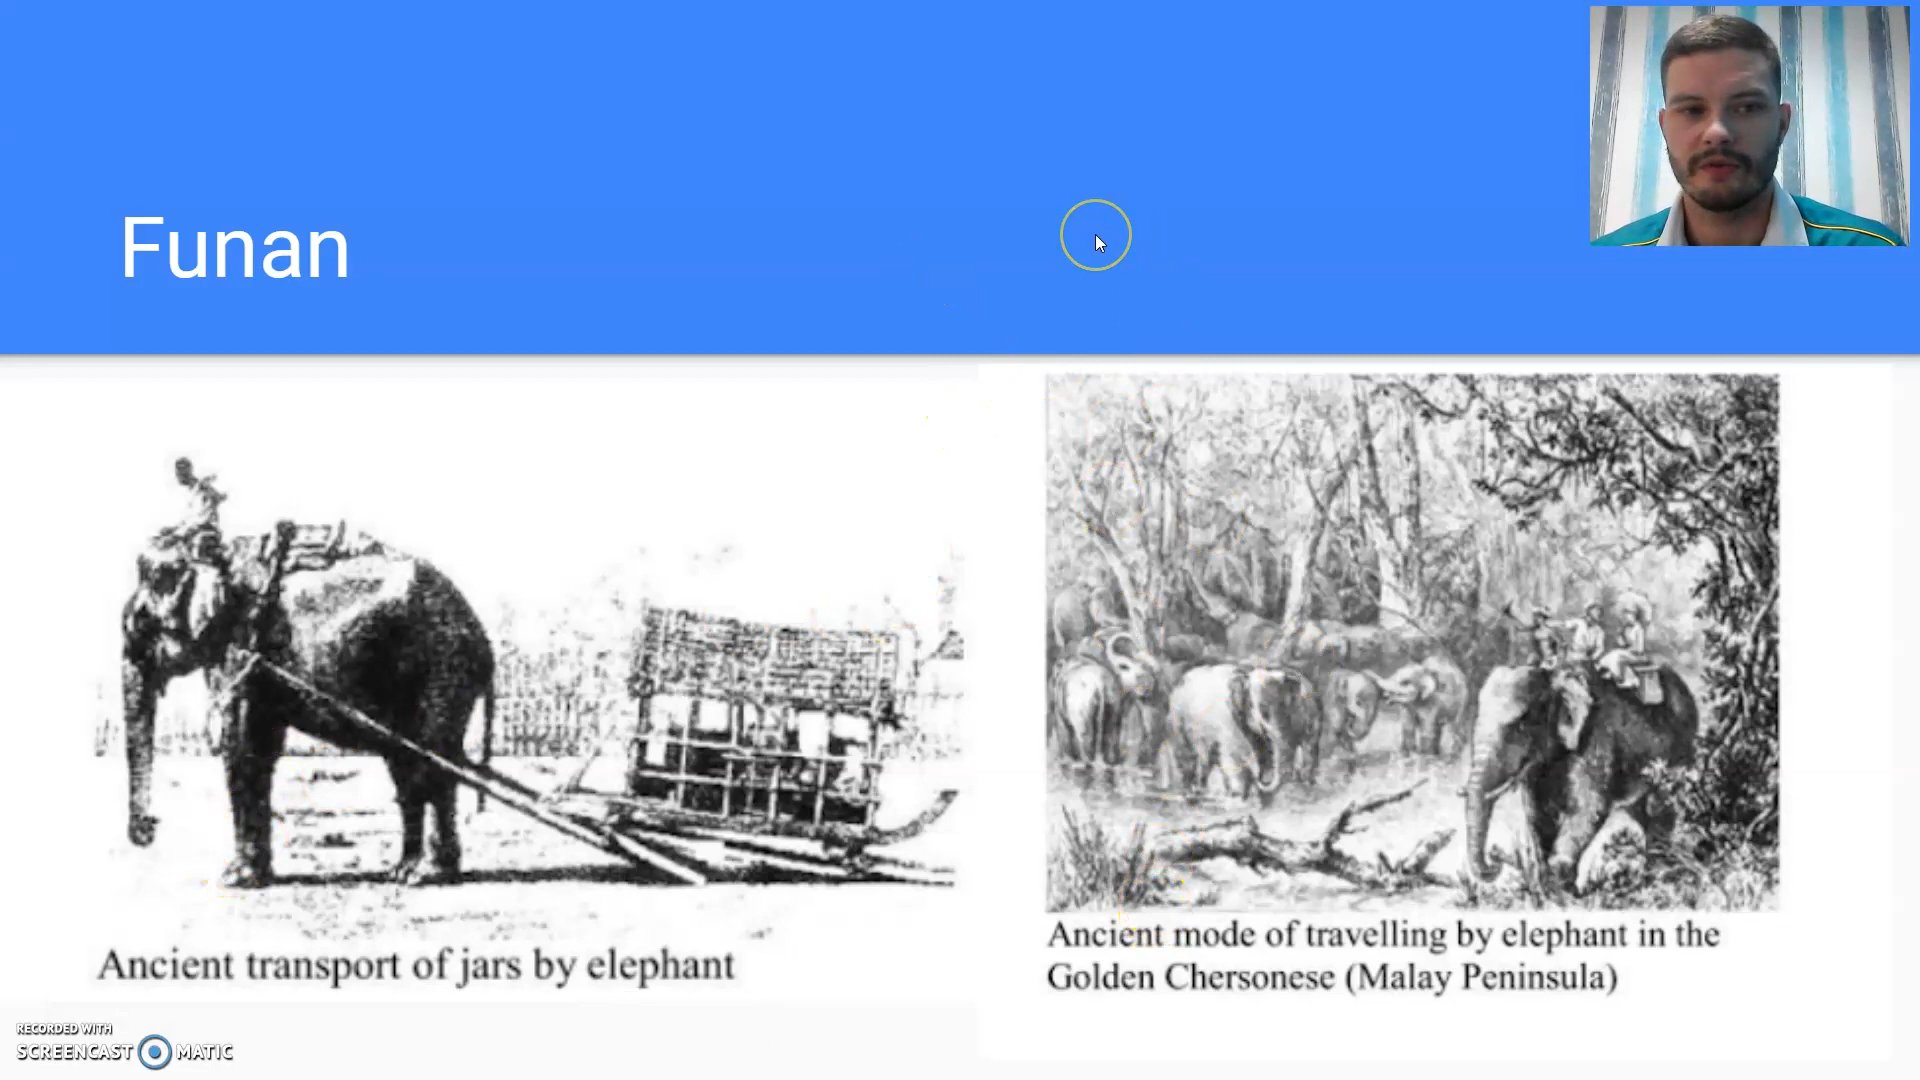 Funan
Ancient transport of jars by elephant
Ancient mode of travelling by elephant in the
Golden Chersonese (Malay Peninsula)
RECORDED WITH
SCREENCAST MATIC